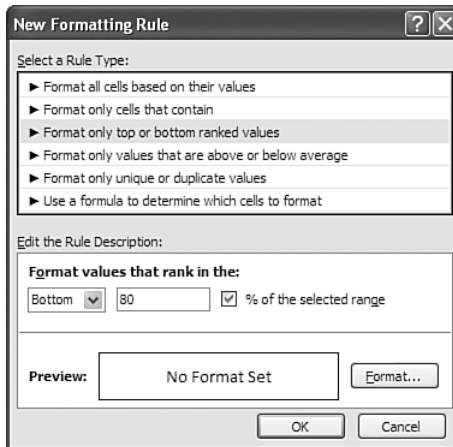 New Formatting Rule
Select a Rule Type:
► Format all cells based on their values
► Format only cells that contain
► Format only top or bottom ranked values
► Format only values that are above or below average
► Format only unique or duplicate values
► Use a formula to determine which cells to format
Edit the Rule Description:
Format values that rank in the:
Bottom 80 % of the selected range
Preview: No Format Set Format...
OK Cancel